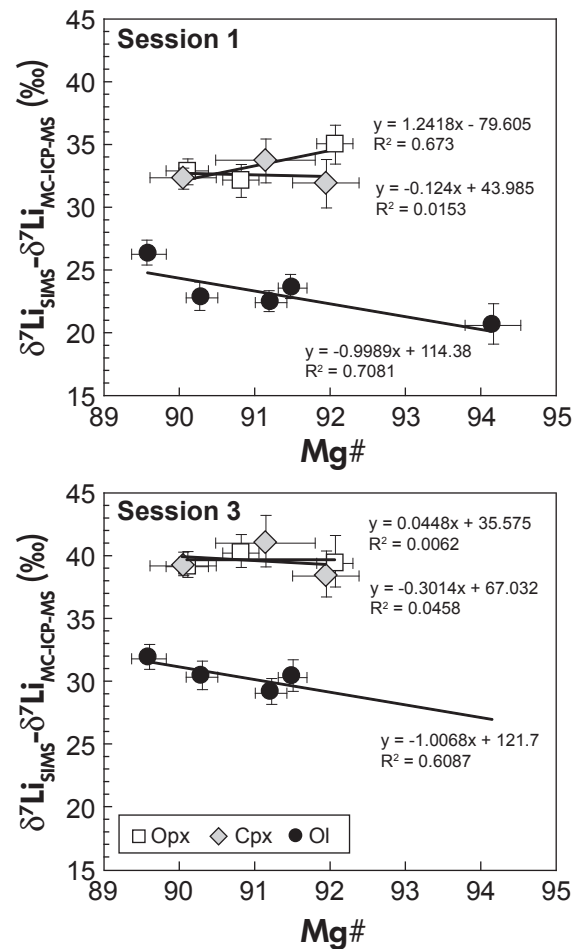 Session 1
δ⁷Li_SIMS-δ⁷Li_MC-ICP-MS (‰)
45
40
35
30
25
20
15
y = 1.2418x - 79.605
R² = 0.673
y = -0.124x + 43.985
R² = 0.0153
y = -0.9989x + 114.38
R² = 0.7081
89 90 91 92 93 94 95
Mg#
Session 3
δ⁷Li_SIMS-δ⁷Li_MC-ICP-MS (‰)
45
40
35
30
25
20
15
y = 0.0448x + 35.575
R² = 0.0062
y = -0.3014x + 67.032
R² = 0.0458
y = -1.0068x + 121.7
R² = 0.6087
Opx Cpx Ol
89 90 91 92 93 94 95
Mg#